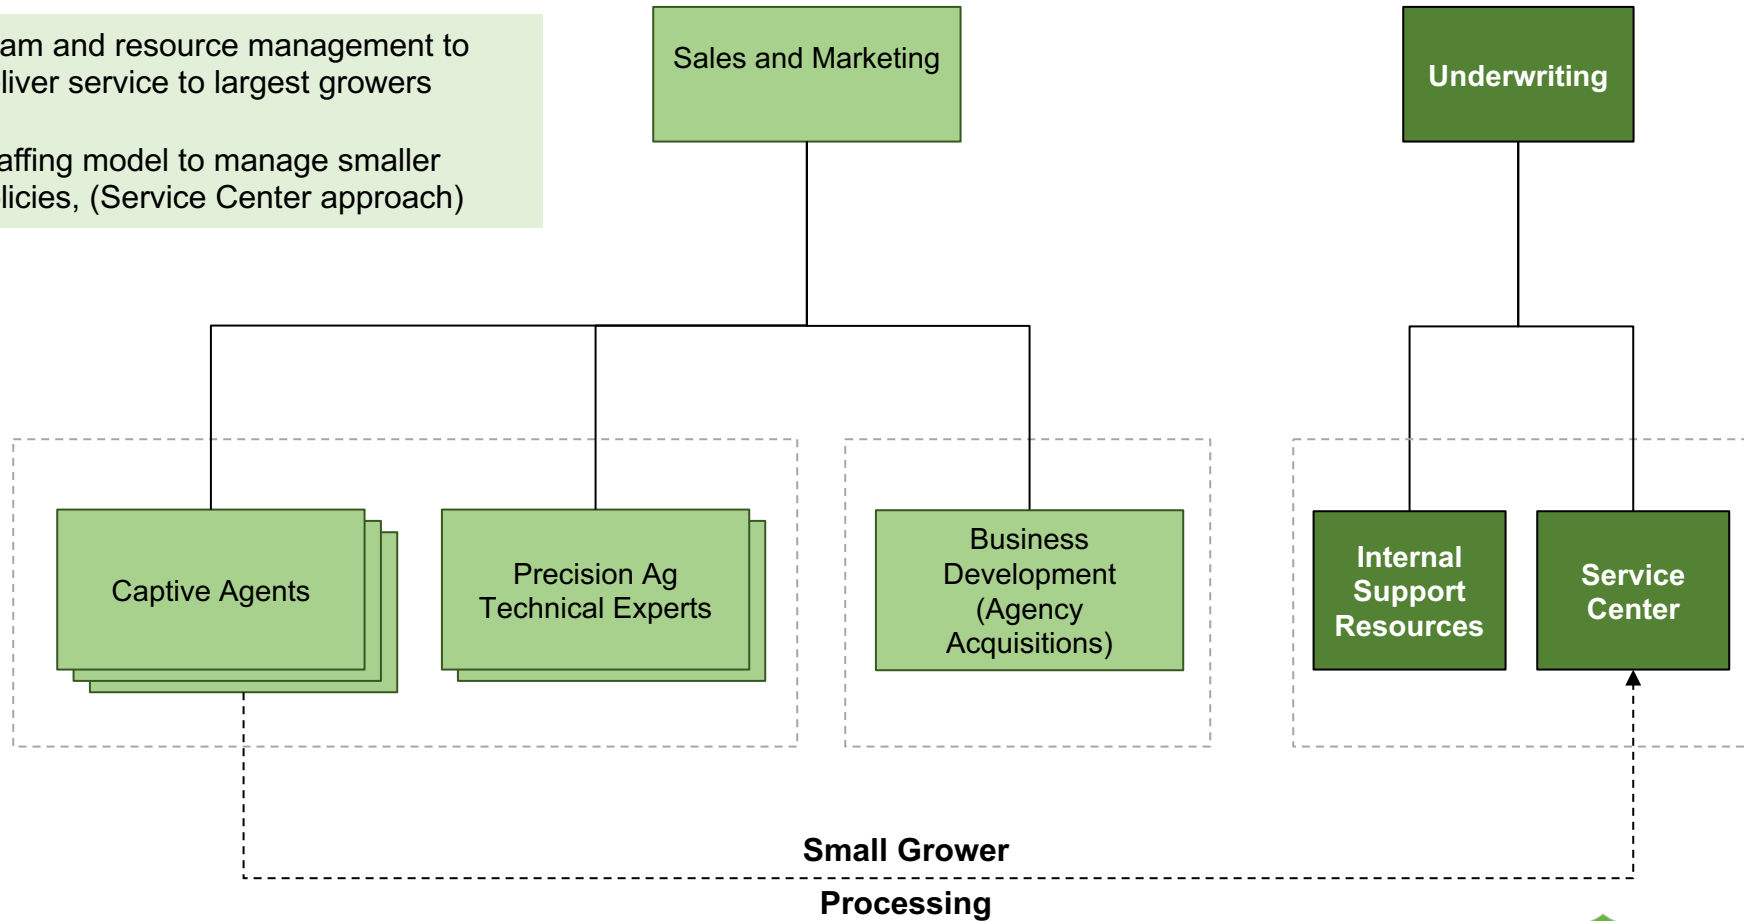 am and resource management to
liver service to largest growers
affing model to manage smaller
licies, (Service Center approach)
Sales and Marketing
Underwriting
Captive Agents
Precision Ag
Technical Experts
Business
Development
(Agency
Acquisitions)
Internal
Support
Resources
Service
Center
Small Grower
Processing